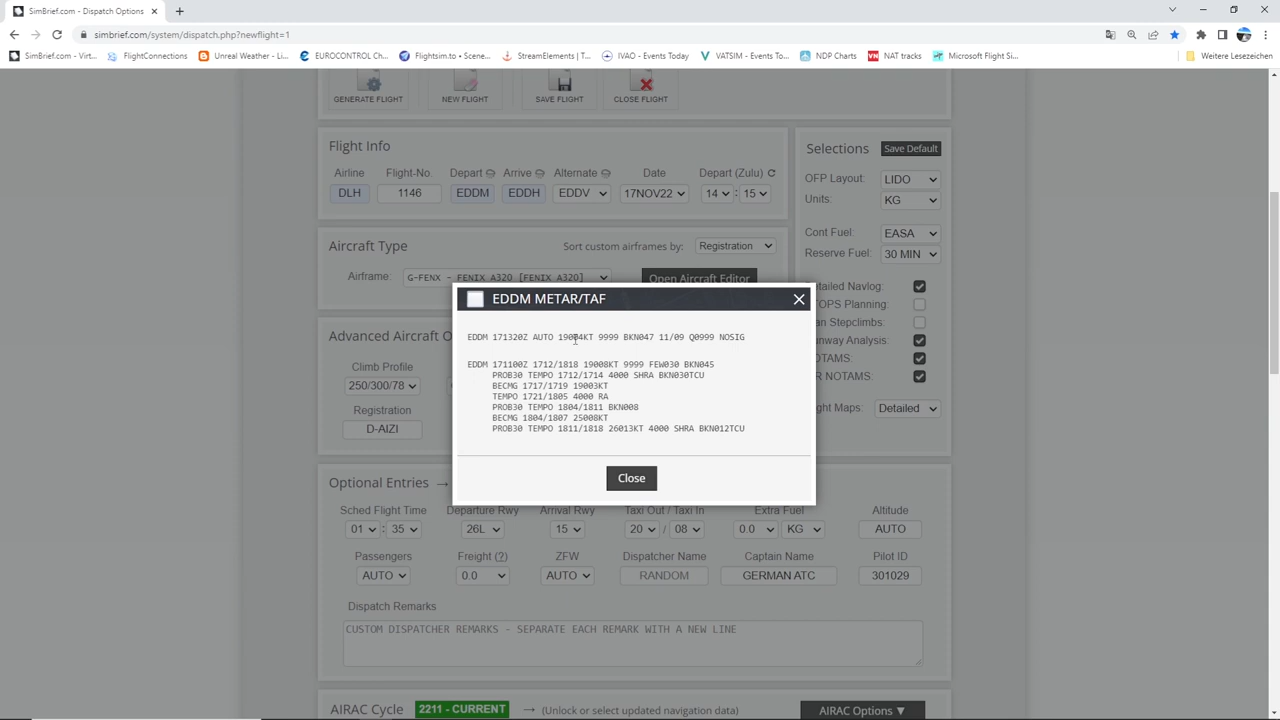 SimBrief.com - Dispatch Options
simbrief.com/system/dispatch.php?newflight=1
SimBrief.com - Virt...
FlightConnections
Unreal Weather - Li...
EUROCONTROL Ch...
Flightsim.to • Scene...
StreamElements | T...
IVAO - Events Today
VATSIM - Events To...
NDP Charts
NAT tracks
Microsoft Flight Si...
Weitere Lesezeichen
GENERATE FLIGHT
NEW FLIGHT
SAVE FLIGHT
CLOSE FLIGHT
Flight Info
Airline Flight-No. Depart Arrive Alternate Date Depart (Zulu)
DLH 1146 EDDM EDDH EDDV 17NOV22 14 : 15
Selections Save Default
OFP Layout: LIDO
Units: KG
Cont Fuel: EASA
Reserve Fuel: 30 MIN
Aircraft Type Sort custom airframes by: Registration
Airframe: G-FENX - FENIX A320 [FENIX A320] Open Aircraft Editor
EDDM METAR/TAF
EDDM 171320Z AUTO 19004KT 9999 BKN047 11/09 Q0999 NOSIG
EDDM 171100Z 1712/1818 19008KT 9999 FEW030 BKN045
PROB30 TEMPO 1712/1714 4000 SHRA BKN030TCU
BECMG 1717/1719 19003KT
TEMPO 1721/1805 4000 RA
PROB30 TEMPO 1804/1811 BKN008
BECMG 1804/1807 25008KT
PROB30 TEMPO 1811/1818 26013KT 4000 SHRA BKN012TCU
Close
Climb Profile
250/300/78
Registration
D-AIZI
Detailed
Optional Entries →
Sched Flight Time Departure Rwy Arrival Rwy Taxi Out / Taxi In Extra Fuel Altitude
01 : 35 26L 15 20 / 08 0.0 KG AUTO
Passengers Freight (?) ZFW Dispatcher Name Captain Name Pilot ID
AUTO 0.0 AUTO RANDOM GERMAN ATC 301029
Dispatch Remarks
CUSTOM DISPATCHER REMARKS - SEPARATE EACH REMARK WITH A NEW LINE
AIRAC Cycle 2211 - CURRENT → (Unlock or select updated navigation data) AIRAC Options ▼